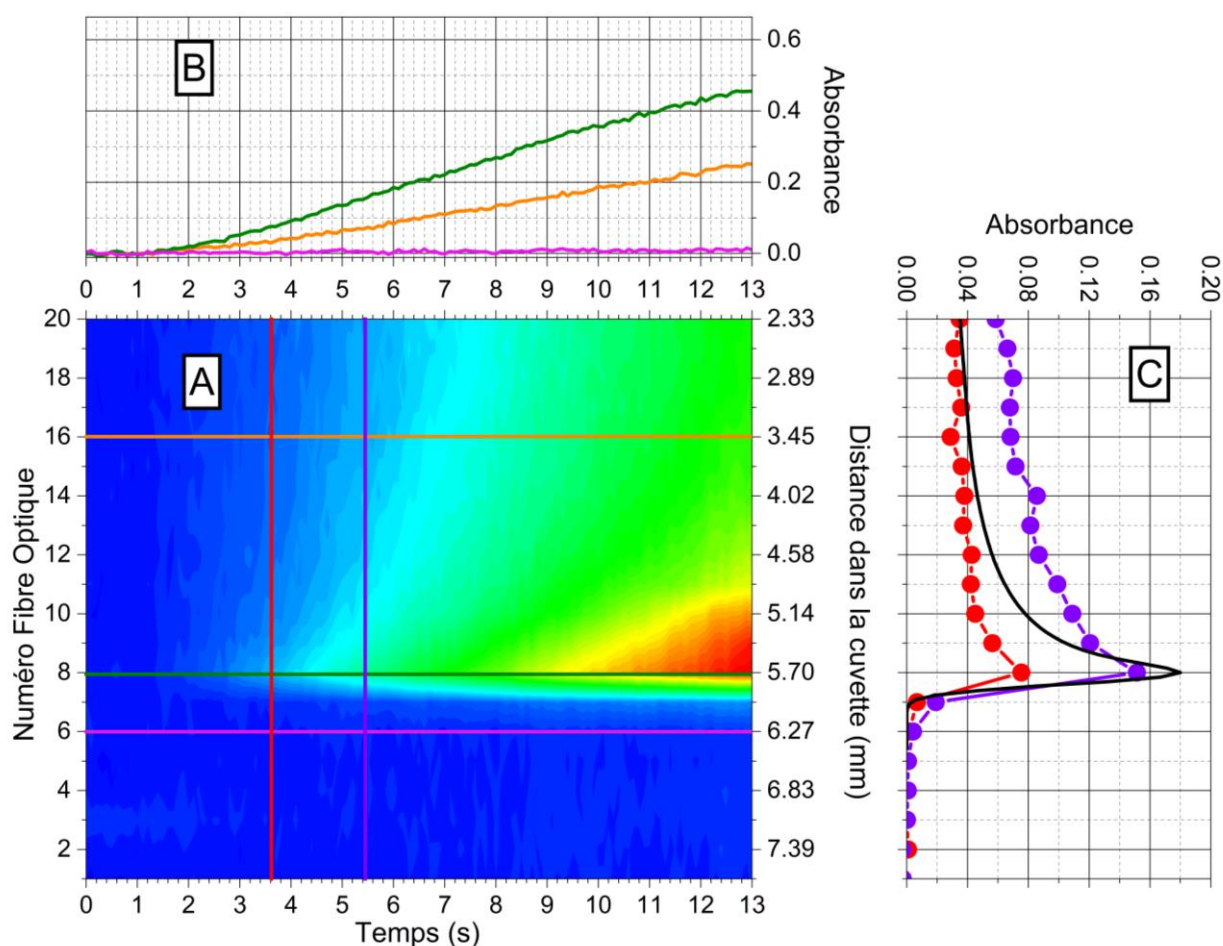 B
0.6
0.4
0.2
0.0
Absorbance
0 1 2 3 4 5 6 7 8 9 10 11 12 13
A
20
18
16
14
12
10
8
6
4
2
Numéro Fibre Optique
2.33
2.89
3.45
4.02
4.58
5.14
5.70
6.27
6.83
7.39
Distance dans la cuvette (mm)
0 1 2 3 4 5 6 7 8 9 10 11 12 13
Temps (s)
Absorbance
0.00 0.04 0.08 0.12 0.16 0.20
C